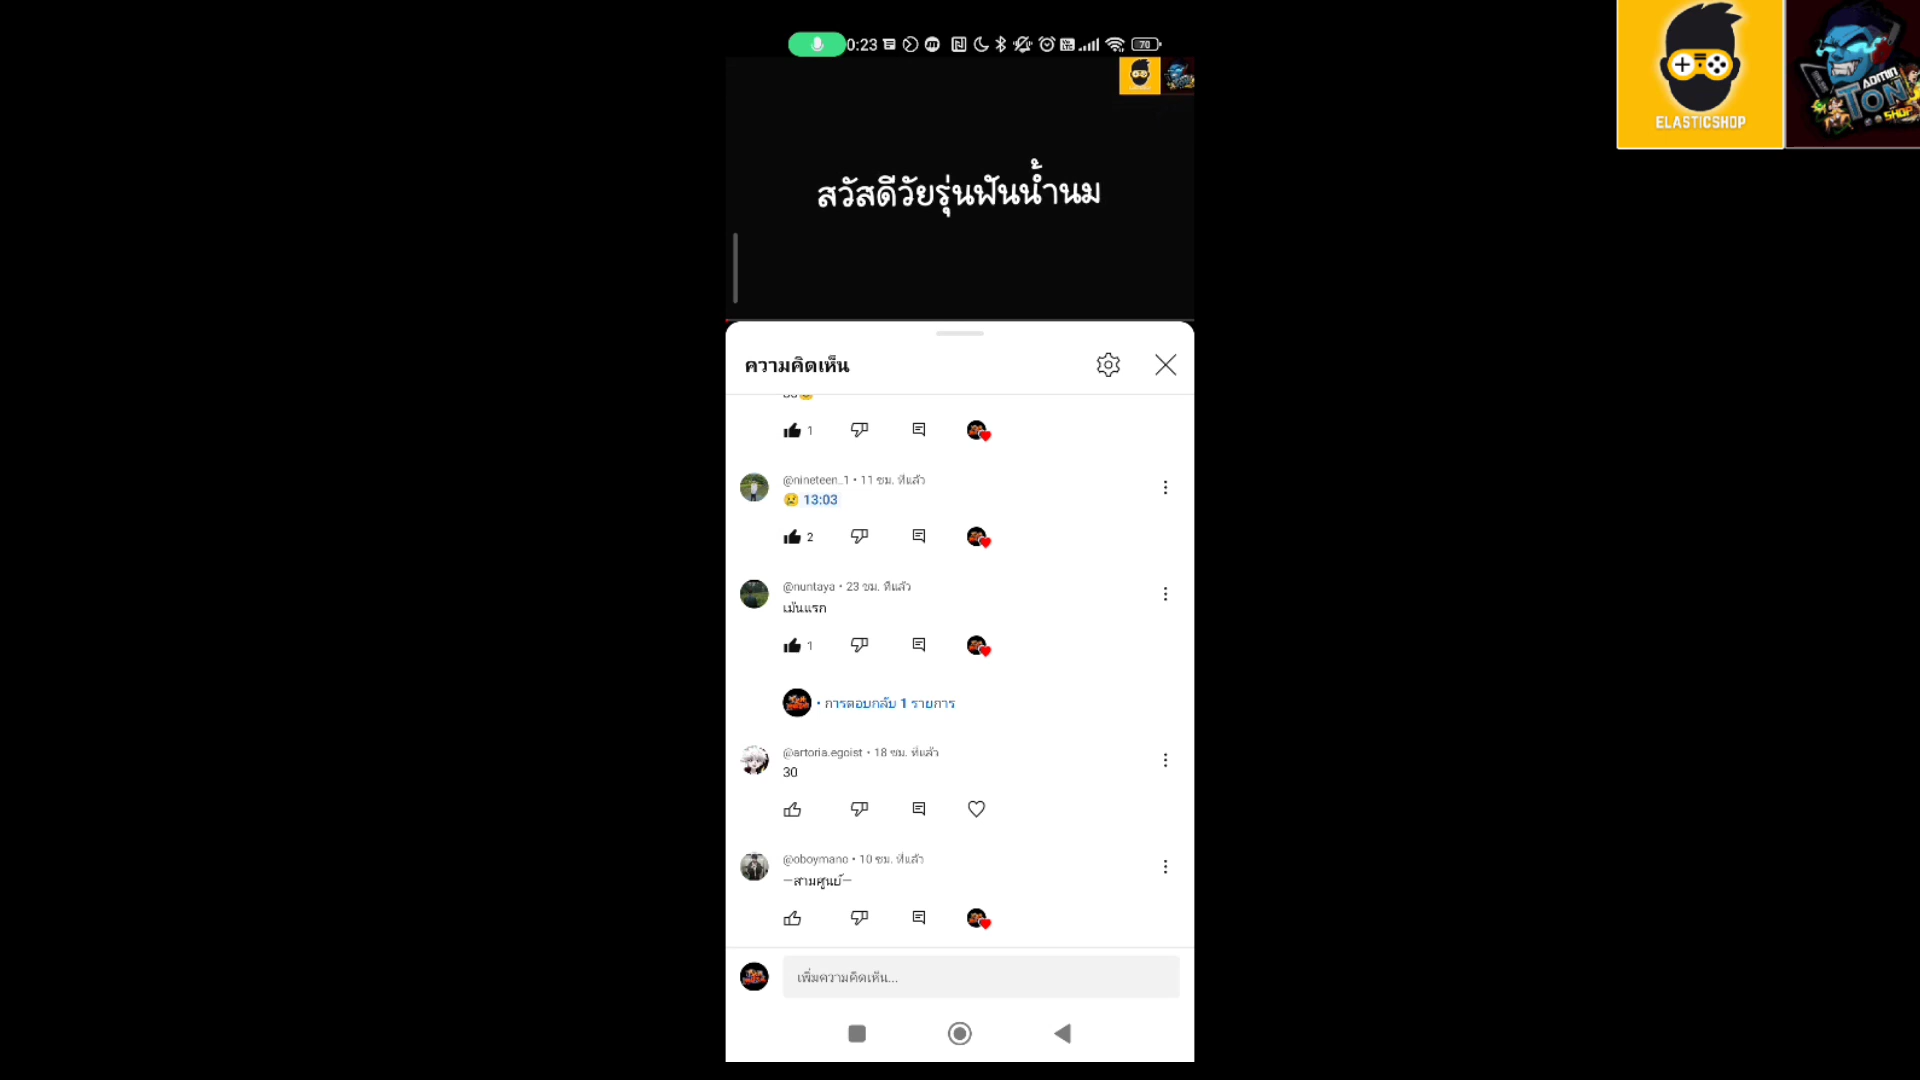 0:23
70
ELASTICSHOP
ADMIN
TON
SHOP
สวัสดีวัยรุ่นฟันน้ำนม
ความคิดเห็น
1
@nineteen_1 • 11 ชม. ที่แล้ว
😢 13:03
2
@nuntaya • 23 ชม. ที่แล้ว
เม้นแรก
1
• การตอบกลับ 1 รายการ
@artoria.egoist • 18 ชม. ที่แล้ว
30
@oboymano • 10 ชม. ที่แล้ว
—สามศูนย์—
เพิ่มความคิดเห็น...